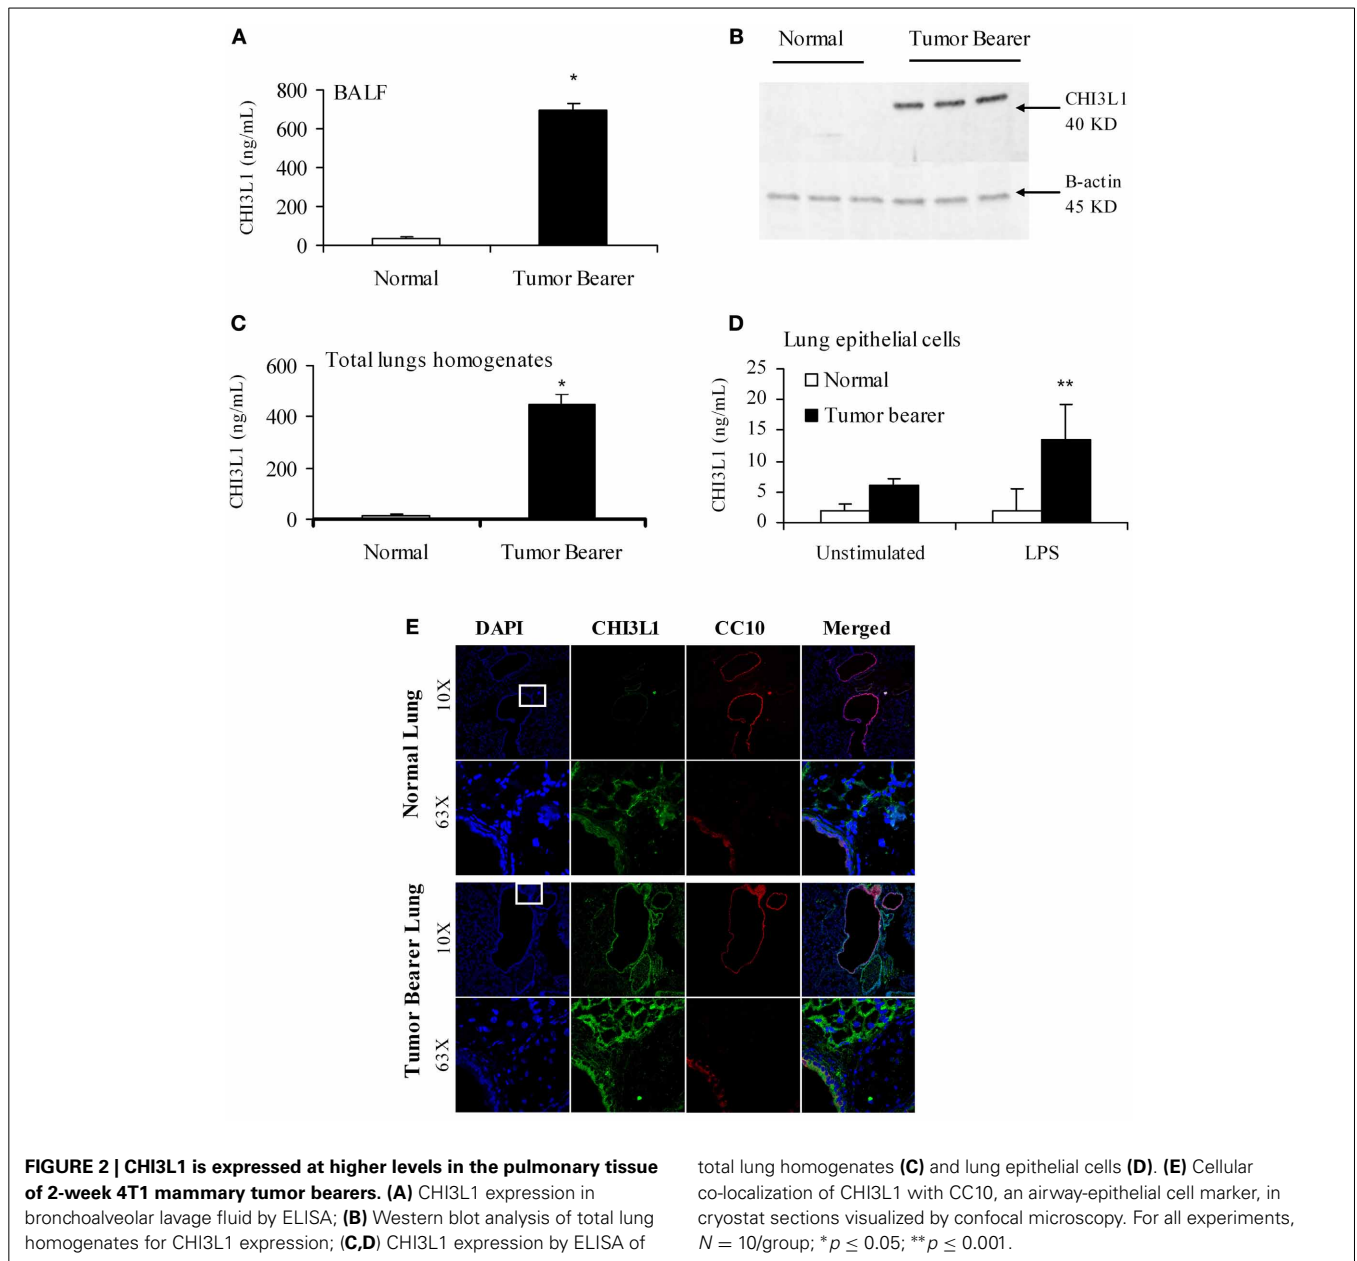 A
BALF
CHI3L1 (ng/mL)
800
600
400
200
0
*
Normal
Tumor Bearer
B
Normal
Tumor Bearer
CHI3L1
40 KD
B-actin
45 KD
C
Total lungs homogenates
CHI3L1 (ng/mL)
600
400
200
0
*
Normal
Tumor Bearer
D
Lung epithelial cells
CHI3L1 (ng/mL)
25
20
15
10
5
0
Normal
Tumor bearer
**
Unstimulated
LPS
E
DAPI
CHI3L1
CC10
Merged
Normal Lung
10X
63X
Tumor Bearer Lung
10X
63X
FIGURE 2 | CHI3L1 is expressed at higher levels in the pulmonary tissue
of 2-week 4T1 mammary tumor bearers. (A) CHI3L1 expression in
bronchoalveolar lavage fluid by ELISA; (B) Western blot analysis of total lung
homogenates for CHI3L1 expression; (C,D) CHI3L1 expression by ELISA of
total lung homogenates (C) and lung epithelial cells (D). (E) Cellular
co-localization of CHI3L1 with CC10, an airway-epithelial cell marker, in
cryostat sections visualized by confocal microscopy. For all experiments,
N = 10/group; *p ≤ 0.05; **p ≤ 0.001.